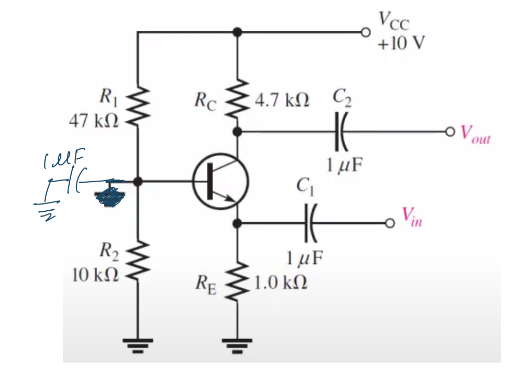 VCC
+10 V
R1
47 kΩ
RC
4.7 kΩ
C2
Vout
1 μF
1 μF
C1
Vin
1 μF
R2
10 kΩ
RE
1.0 kΩ